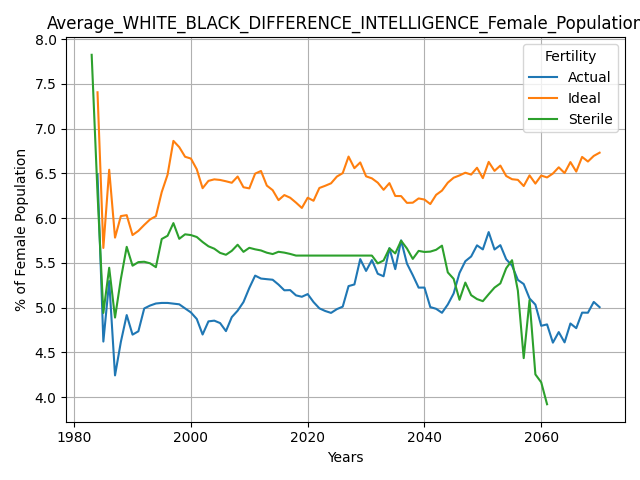 Average_WHITE_BLACK_DIFFERENCE_INTELLIGENCE_Female_Population
8.0
7.5
7.0
6.5
6.0
5.5
5.0
4.5
4.0
% of Female Population
Fertility
Actual
Ideal
Sterile
1980
2000
2020
2040
2060
Years